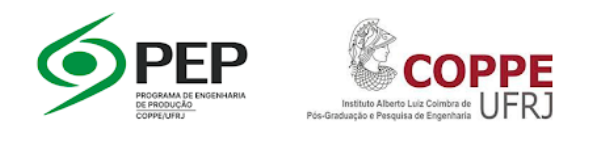 PEP
PROGRAMA DE ENGENHARIA
DE PRODUÇÃO
COPPE/UFRJ
COPPE
UFRJ
Instituto Alberto Luiz Coimbra de
Pós-Graduação e Pesquisa de Engenharia